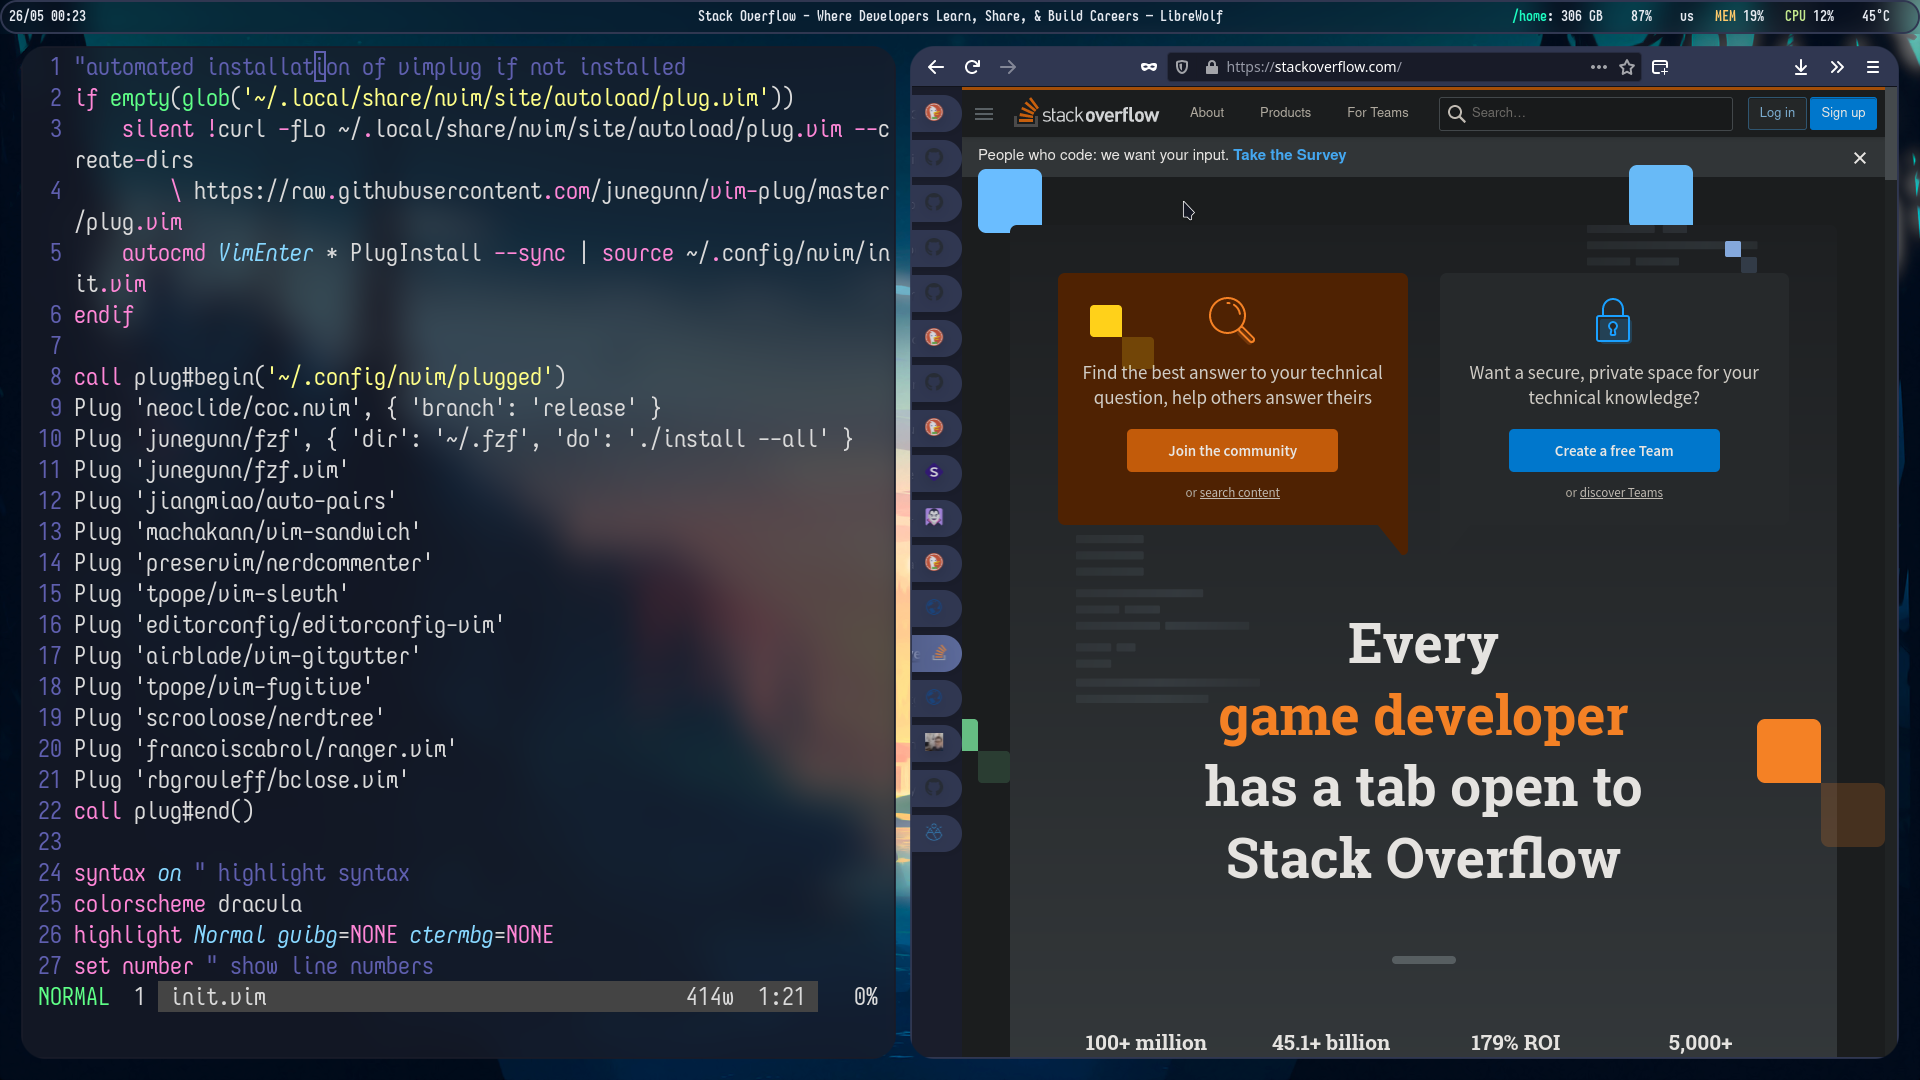 26/05 00:23
Stack Overflow - Where Developers Learn, Share, & Build Careers — LibreWolf
/home: 306 GB 87% us MEM 19% CPU 12% 45°C
1 "automated installation of vimplug if not installed
2 if empty(glob('~/.local/share/nvim/site/autoload/plug.vim'))
3 silent !curl -fLo ~/.local/share/nvim/site/autoload/plug.vim --c
reate-dirs
4 \ https://raw.githubusercontent.com/junegunn/vim-plug/master
/plug.vim
5 autocmd VimEnter * PlugInstall --sync | source ~/.config/nvim/in
it.vim
6 endif
7
8 call plug#begin('~/.config/nvim/plugged')
9 Plug 'neoclide/coc.nvim', { 'branch': 'release' }
10 Plug 'junegunn/fzf', { 'dir': '~/.fzf', 'do': './install --all' }
11 Plug 'junegunn/fzf.vim'
12 Plug 'jiangmiao/auto-pairs'
13 Plug 'machakann/vim-sandwich'
14 Plug 'preservim/nerdcommenter'
15 Plug 'tpope/vim-sleuth'
16 Plug 'editorconfig/editorconfig-vim'
17 Plug 'airblade/vim-gitgutter'
18 Plug 'tpope/vim-fugitive'
19 Plug 'scrooloose/nerdtree'
20 Plug 'francoiscabrol/ranger.vim'
21 Plug 'rbgrouleff/bclose.vim'
22 call plug#end()
23
24 syntax on " highlight syntax
25 colorscheme dracula
26 highlight Normal guibg=NONE ctermbg=NONE
27 set number " show line numbers
NORMAL 1 init.vim 414w 1:21 0%
https://stackoverflow.com/
stackoverflow About Products For Teams Search... Log in Sign up
People who code: we want your input. Take the Survey
Find the best answer to your technical
question, help others answer theirs
Join the community
or search content
Want a secure, private space for your
technical knowledge?
Create a free Team
or discover Teams
Every
game developer
has a tab open to
Stack Overflow
100+ million 45.1+ billion 179% ROI 5,000+